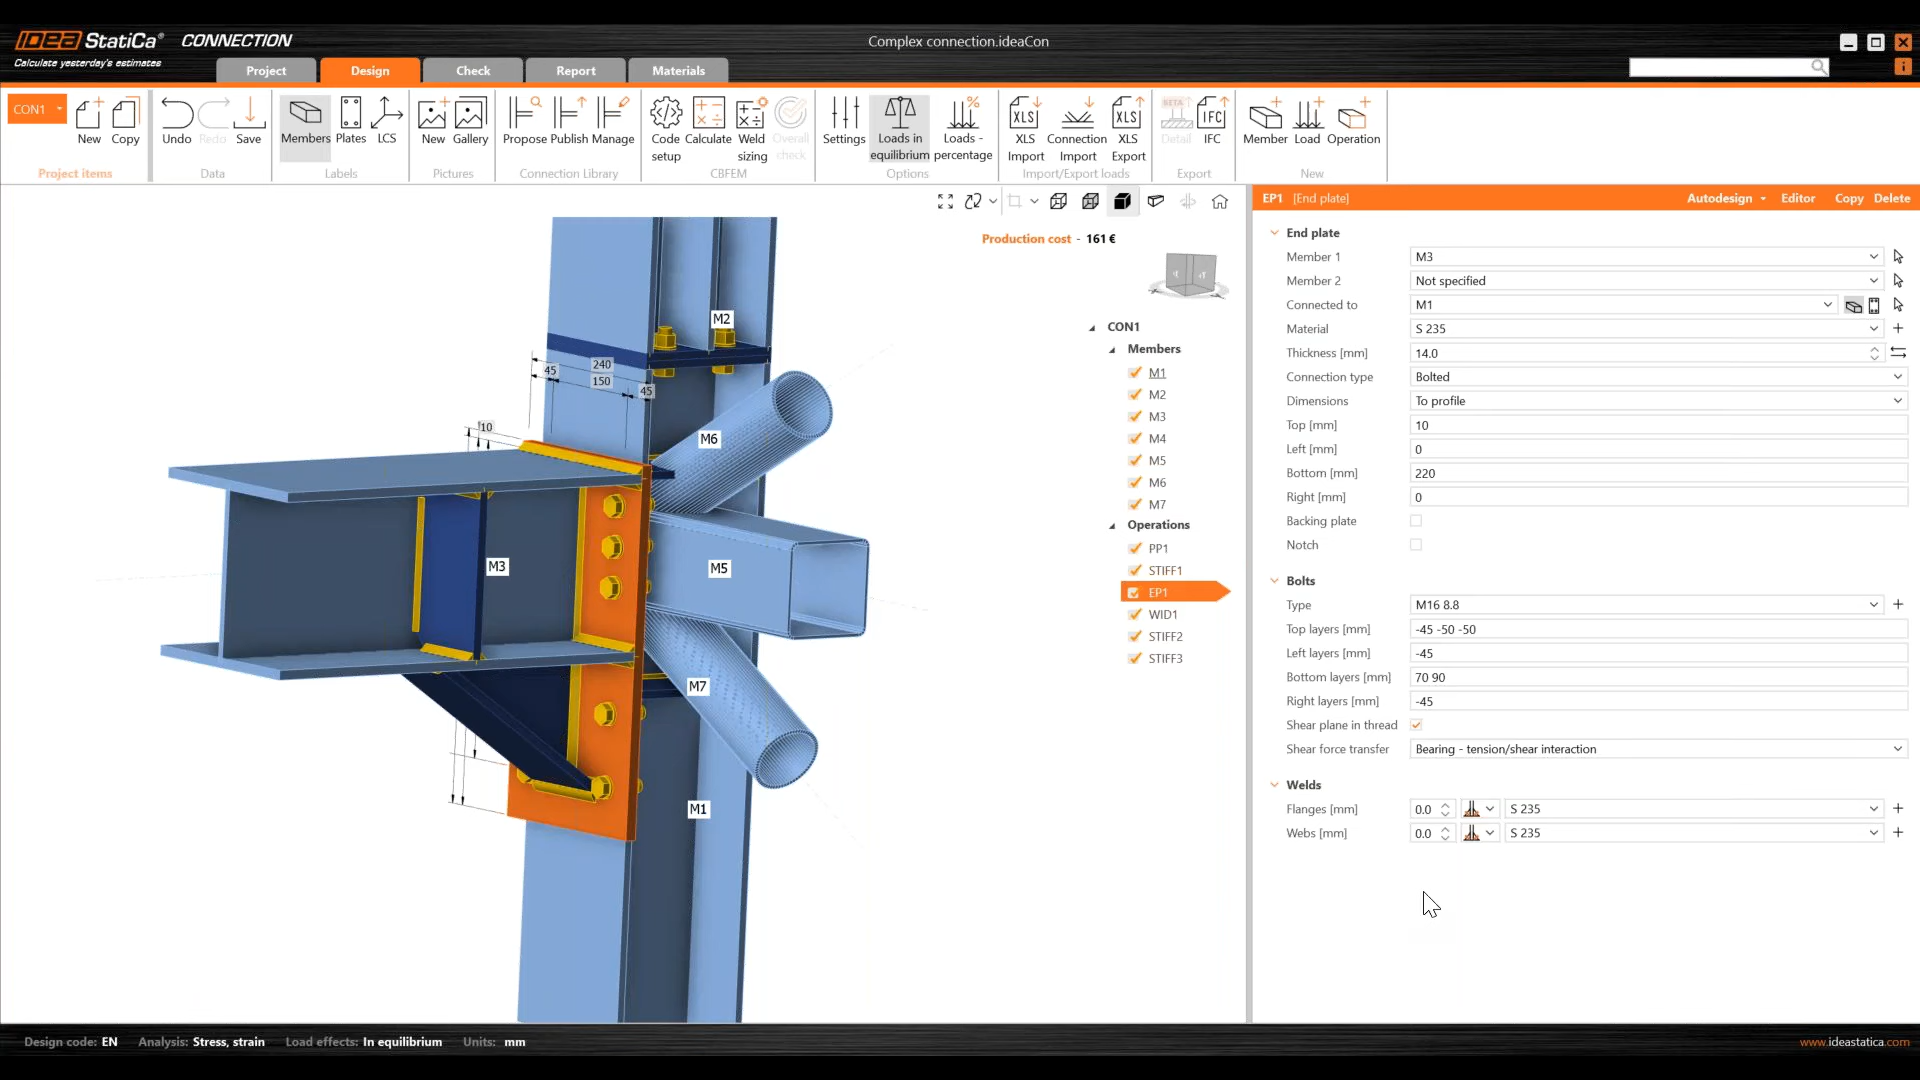 IDEA StatiCa® CONNECTION
Calculate yesterday's estimates
Complex connection.ideaCon
Project Design Check Report Materials
CON1
New Copy Undo Redo Save Members Plates LCS New Gallery Propose Publish Manage Code setup Calculate Weld sizing Overall check Settings Loads in equilibrium Loads - percentage XLS Import Connection Import XLS Export BETA Detail IFC Member Load Operation
XLS XLS IFC
Project items Data Labels Pictures Connection Library CBFEM Options Import/Export loads Export New
Production cost - 161 €
M2
240
45 150 45
10
M6
M3
M5
M7
M1
CON1
Members
M1
M2
M3
M4
M5
M6
M7
Operations
PP1
STIFF1
EP1
WID1
STIFF2
STIFF3
EP1 [End plate] Autodesign Editor Copy Delete
End plate
Member 1 M3
Member 2 Not specified
Connected to M1
Material S 235
Thickness [mm] 14.0
Connection type Bolted
Dimensions To profile
Top [mm] 10
Left [mm] 0
Bottom [mm] 220
Right [mm] 0
Backing plate
Notch
Bolts
Type M16 8.8
Top layers [mm] -45 -50 -50
Left layers [mm] -45
Bottom layers [mm] 70 90
Right layers [mm] -45
Shear plane in thread
Shear force transfer Bearing - tension/shear interaction
Welds
Flanges [mm] 0.0 S 235
Webs [mm] 0.0 S 235
Design code: EN Analysis: Stress, strain Load effects: In equilibrium Units: mm
www.ideastatica.com